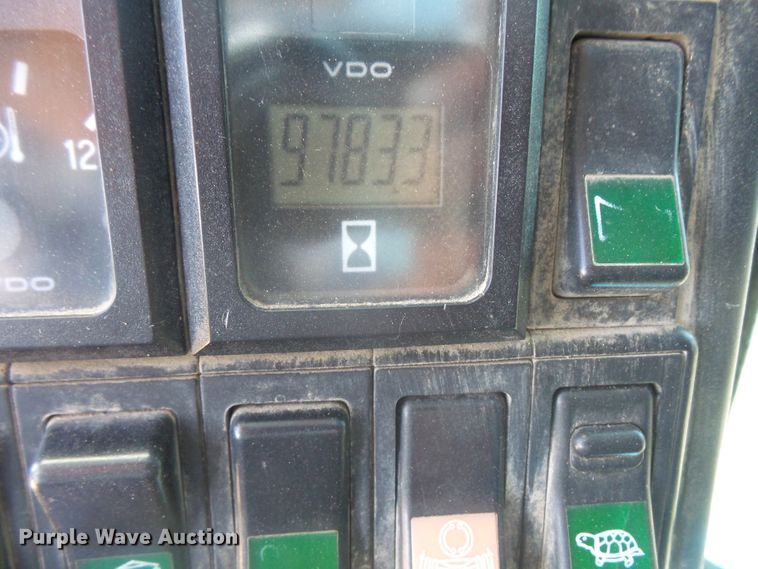 VDO
9783.3
12
VDO
Purple Wave Auction